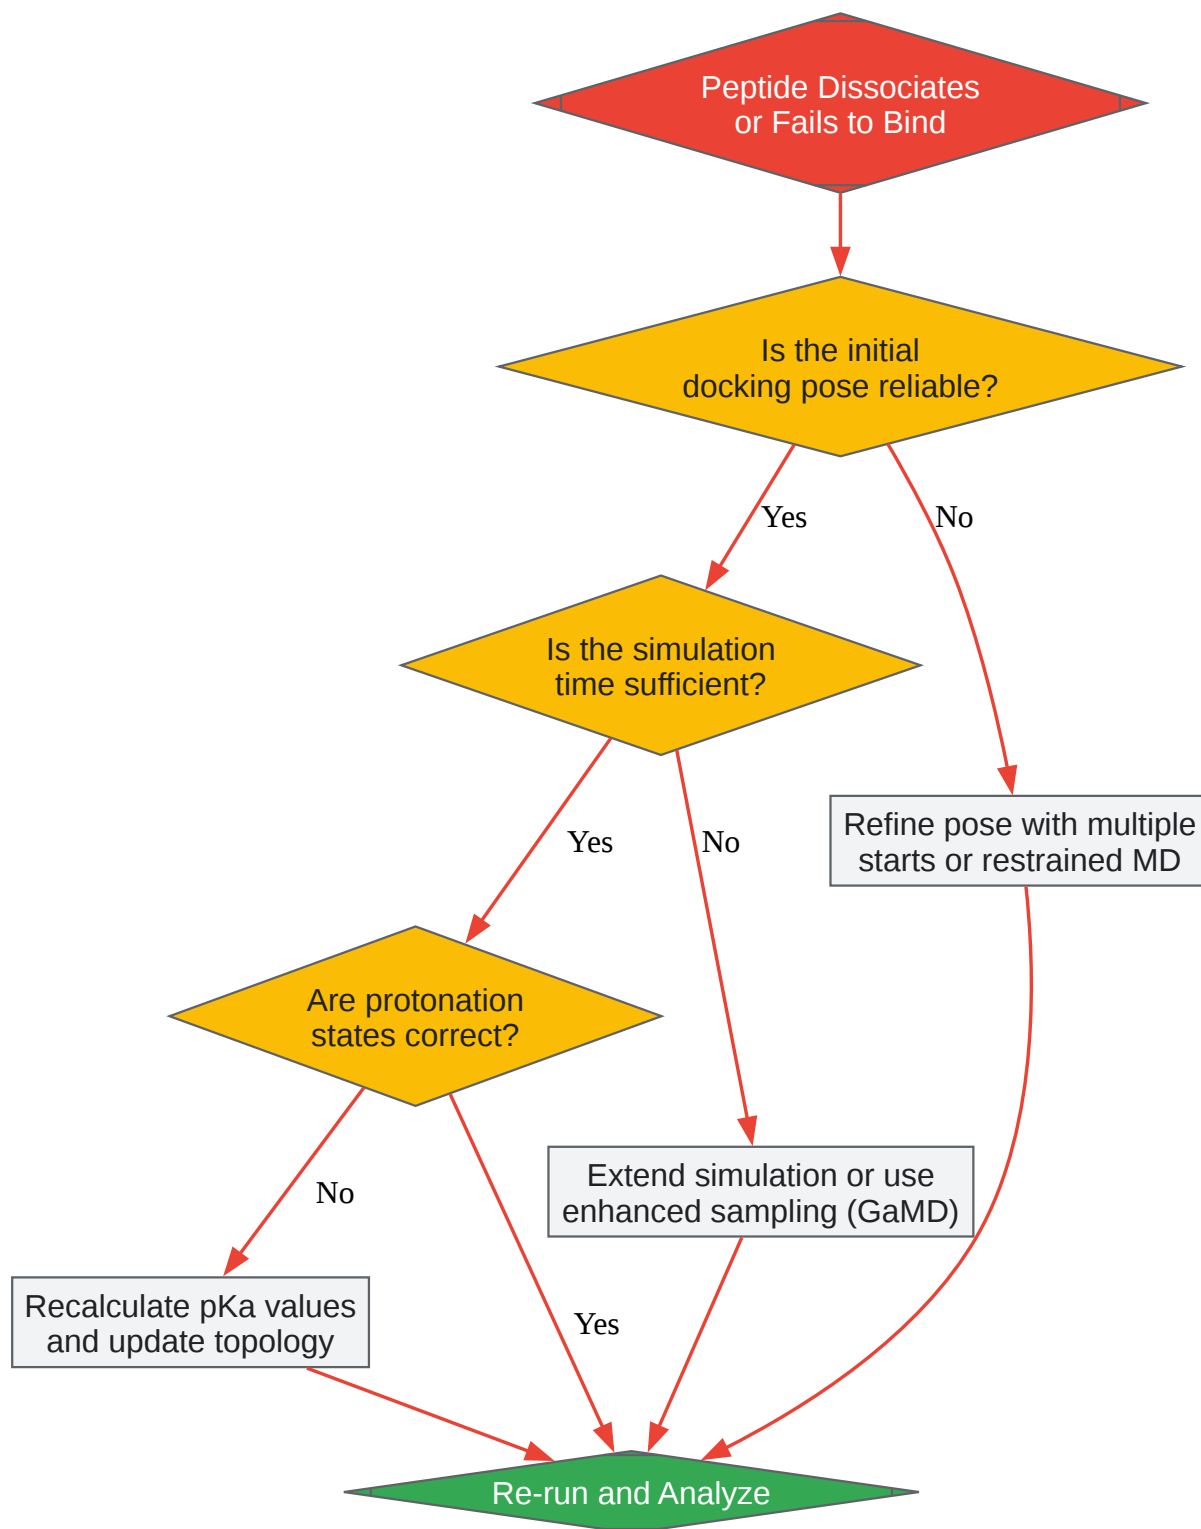 Peptide Dissociates
or Fails to Bind
Is the initial
docking pose reliable?
Yes
No
Is the simulation
time sufficient?
Yes
No
Refine pose with multiple
starts or restrained MD
Are protonation
states correct?
No
Yes
Extend simulation or use
enhanced sampling (GaMD)
Recalculate pKa values
and update topology
Re-run and Analyze